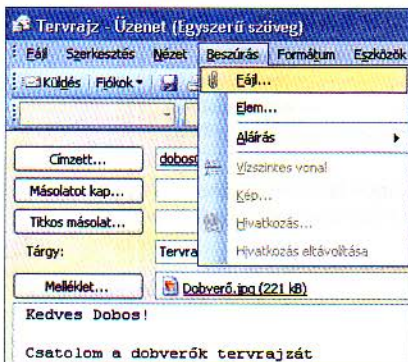 Tervrajz - Üzenet (Egyszerű szöveg)
Fájl Szerkesztés Nézet Beszúrás Formátum Eszközök
Küldés Fiókok
Fájl...
Elem...
Aláírás
Vízszintes vonal
Kép...
Hivatkozás...
Hivatkozás eltávolítása
Címzett...
Másolatot kap...
Titkos másolat...
Tárgy: Tervra
Melléklet... Dobverő.jpg (221 kB)
Kedves Dobos!
Csatolom a dobverők tervrajzát